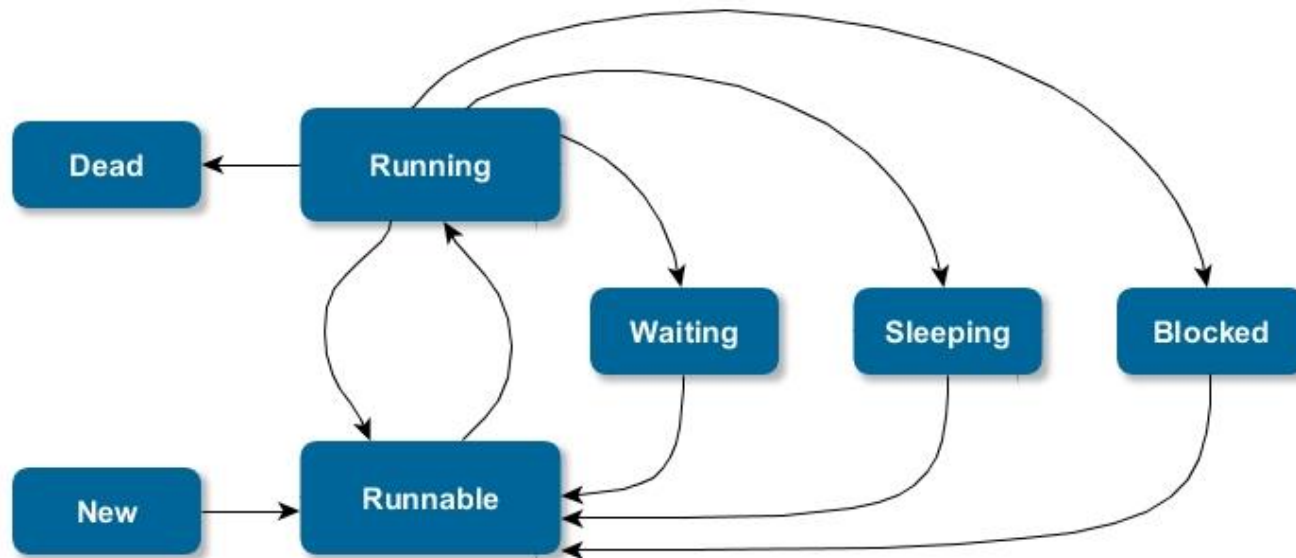 Dead
Running
Waiting
Sleeping
Blocked
New
Runnable